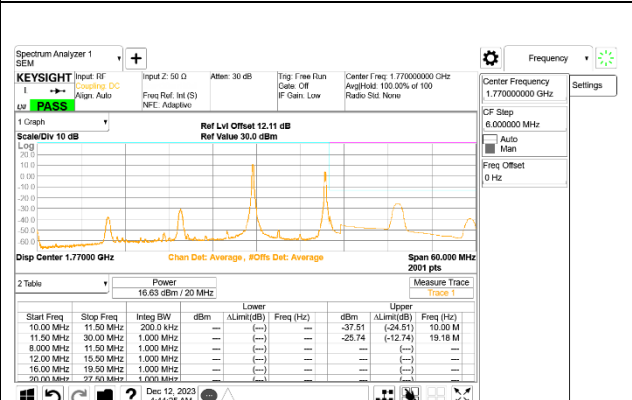 Spectrum Analyzer 1
SEM
+
Frequency
KEYSIGHT
Input: RF
Coupling: DC
Align: Auto
Input Z: 50 Ω
Freq Ref: Int (S)
NFE: Adaptive
Atten: 30 dB
Trig: Free Run
Gate: Off
IF Gain: Low
Center Freq: 1.770000000 GHz
Avg|Hold: 100.00% of 100
Radio Std: None
PASS
Center Frequency
1.770000000 GHz
Settings
CF Step
6.000000 MHz
Auto
Man
Freq Offset
0 Hz
1 Graph
Scale/Div 10 dB
Ref Lvl Offset 12.11 dB
Ref Value 30.0 dBm
Log
20.0
10.0
0.00
-10.0
-20.0
-30.0
-40.0
-50.0
-60.0
Disp Center 1.77000 GHz
Chan Det: Average , #Offs Det: Average
Span 60.000 MHz
2001 pts
2 Table
Power
16.63 dBm / 20 MHz
Measure Trace
Trace 1
Lower Upper
Start Freq Stop Freq Integ BW dBm ΔLimit(dB) Freq (Hz) dBm ΔLimit(dB) Freq (Hz)
10.00 MHz 11.50 MHz 200.0 kHz --- (---) --- -37.51 (-24.51) 10.00 M
11.50 MHz 30.00 MHz 1.000 MHz --- (---) --- -25.74 (-12.74) 19.18 M
8.000 MHz 11.50 MHz 1.000 MHz --- (---) --- --- (---) ---
12.00 MHz 15.50 MHz 1.000 MHz --- (---) --- --- (---) ---
16.00 MHz 19.50 MHz 1.000 MHz --- (---) --- --- (---) ---
20.00 MHz 27.50 MHz 1.000 MHz --- (---) --- --- (---) ---
?
Dec 12, 2023